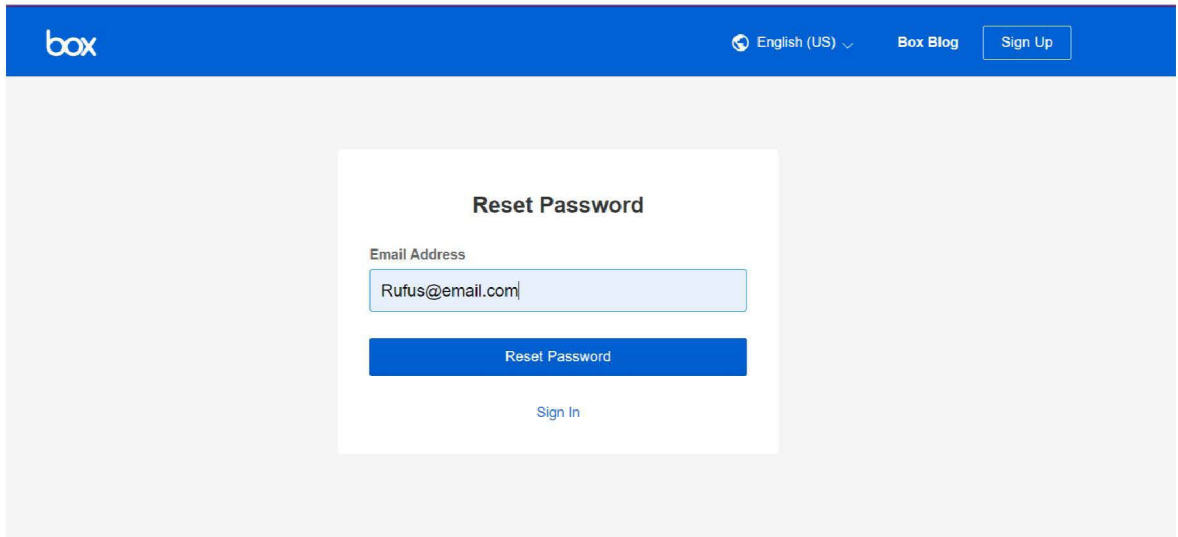 box
English (US)
Box Blog
Sign Up
Reset Password
Email Address
Rufus@email.com
Reset Password
Sign In